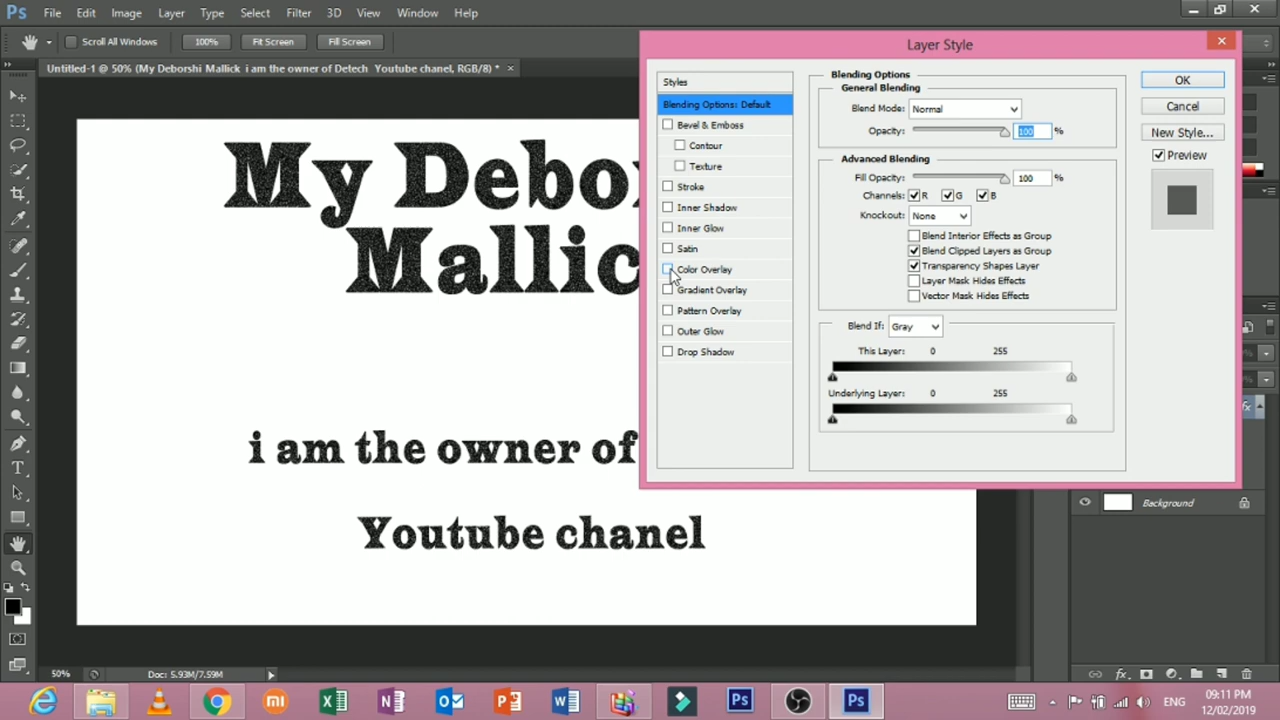 Ps File Edit Image Layer Type Select Filter 3D View Window Help
Scroll All Windows 100% Fit Screen Fill Screen
Untitled-1 @ 50% (My Deborshi Mallick i am the owner of Detech Youtube chanel, RGB/8) * ×
My Debor
Mallic
i am the owner of
Youtube chanel
Layer Style
Styles
Blending Options: Default
Bevel & Emboss
Contour
Texture
Stroke
Inner Shadow
Inner Glow
Satin
Color Overlay
Gradient Overlay
Pattern Overlay
Outer Glow
Drop Shadow
Blending Options
General Blending
Blend Mode: Normal
Opacity: 100 %
Advanced Blending
Fill Opacity: 100 %
Channels: R G B
Knockout: None
Blend Interior Effects as Group
Blend Clipped Layers as Group
Transparency Shapes Layer
Layer Mask Hides Effects
Vector Mask Hides Effects
Blend If: Gray
This Layer: 0 255
Underlying Layer: 0 255
OK
Cancel
New Style...
Preview
Background
fx
50% Doc: 5.93M/7.59M
fx
ENG
09:11 PM
12/02/2019